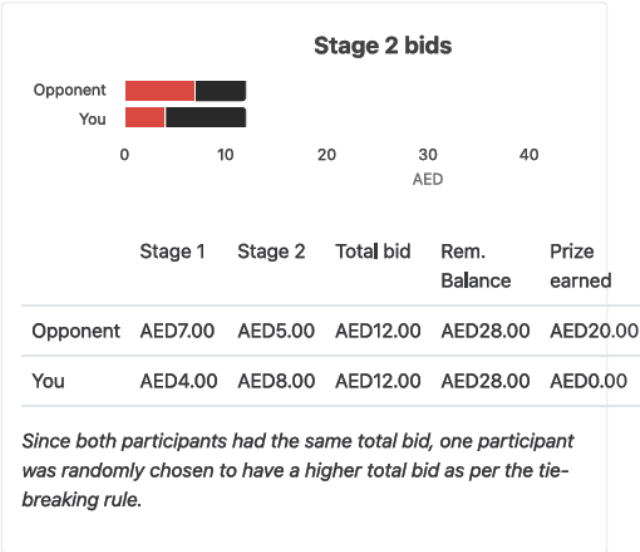 Stage 2 bids
Opponent
You
0 10 20 30 40
AED
Stage 1 Stage 2 Total bid Rem. Balance Prize earned
Opponent AED7.00 AED5.00 AED12.00 AED28.00 AED20.00
You AED4.00 AED8.00 AED12.00 AED28.00 AED0.00
Since both participants had the same total bid, one participant
was randomly chosen to have a higher total bid as per the tie-
breaking rule.